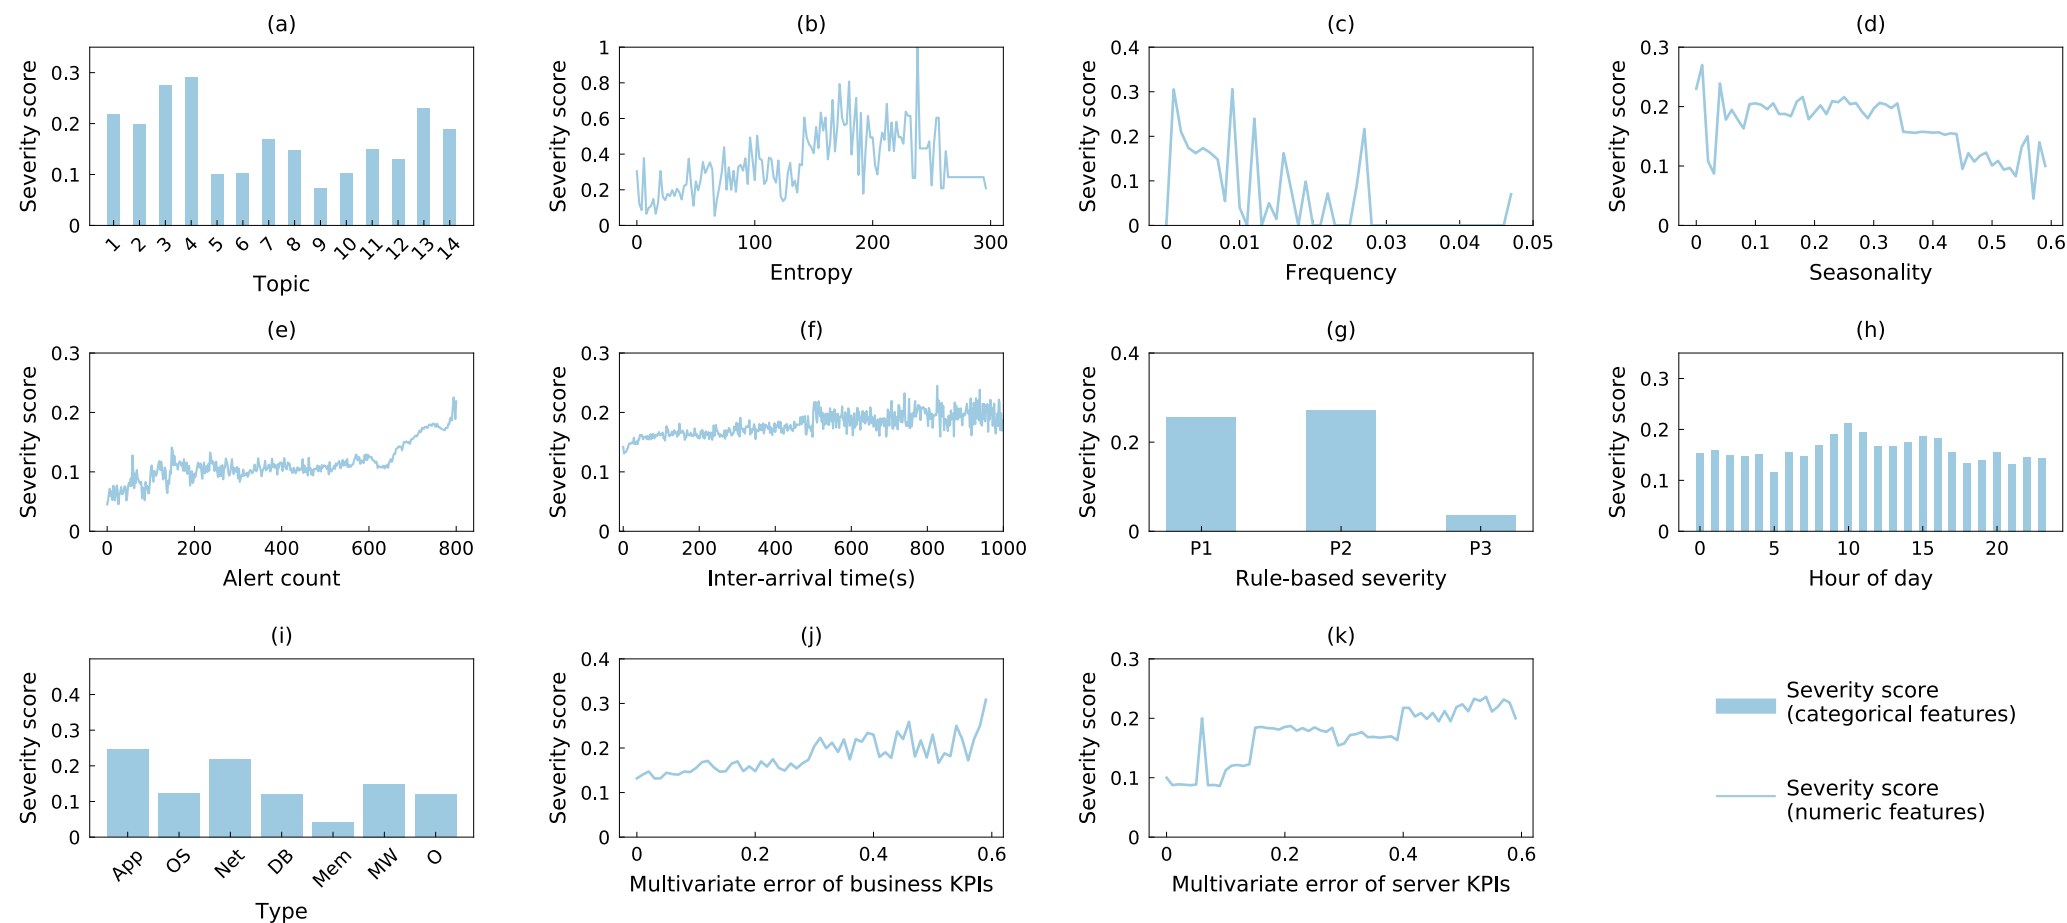 (a)
Severity score
0.3
0.2
0.1
0
1 2 3 4 5 6 7 8 9 10 11 12 13 14
Topic
(b)
Severity score
1
0.8
0.6
0.4
0.2
0
0 100 200 300
Entropy
(c)
Severity score
0.4
0.3
0.2
0.1
0
0 0.01 0.02 0.03 0.04 0.05
Frequency
(d)
Severity score
0.3
0.2
0.1
0
0 0.1 0.2 0.3 0.4 0.5 0.6
Seasonality
(e)
Severity score
0.3
0.2
0.1
0
0 200 400 600 800
Alert count
(f)
Severity score
0.3
0.2
0.1
0
0 200 400 600 800 1000
Inter-arrival time(s)
(g)
Severity score
0.4
0.2
0
P1 P2 P3
Rule-based severity
(h)
Severity score
0.3
0.2
0.1
0
0 5 10 15 20
Hour of day
(i)
Severity score
0.4
0.3
0.2
0.1
0
App OS Net DB Mem MW O
Type
(j)
Severity score
0.4
0.3
0.2
0.1
0
0 0.2 0.4 0.6
Multivariate error of business KPIs
(k)
Severity score
0.3
0.2
0.1
0
0 0.2 0.4 0.6
Multivariate error of server KPIs
Severity score
(categorical features)
Severity score
(numeric features)